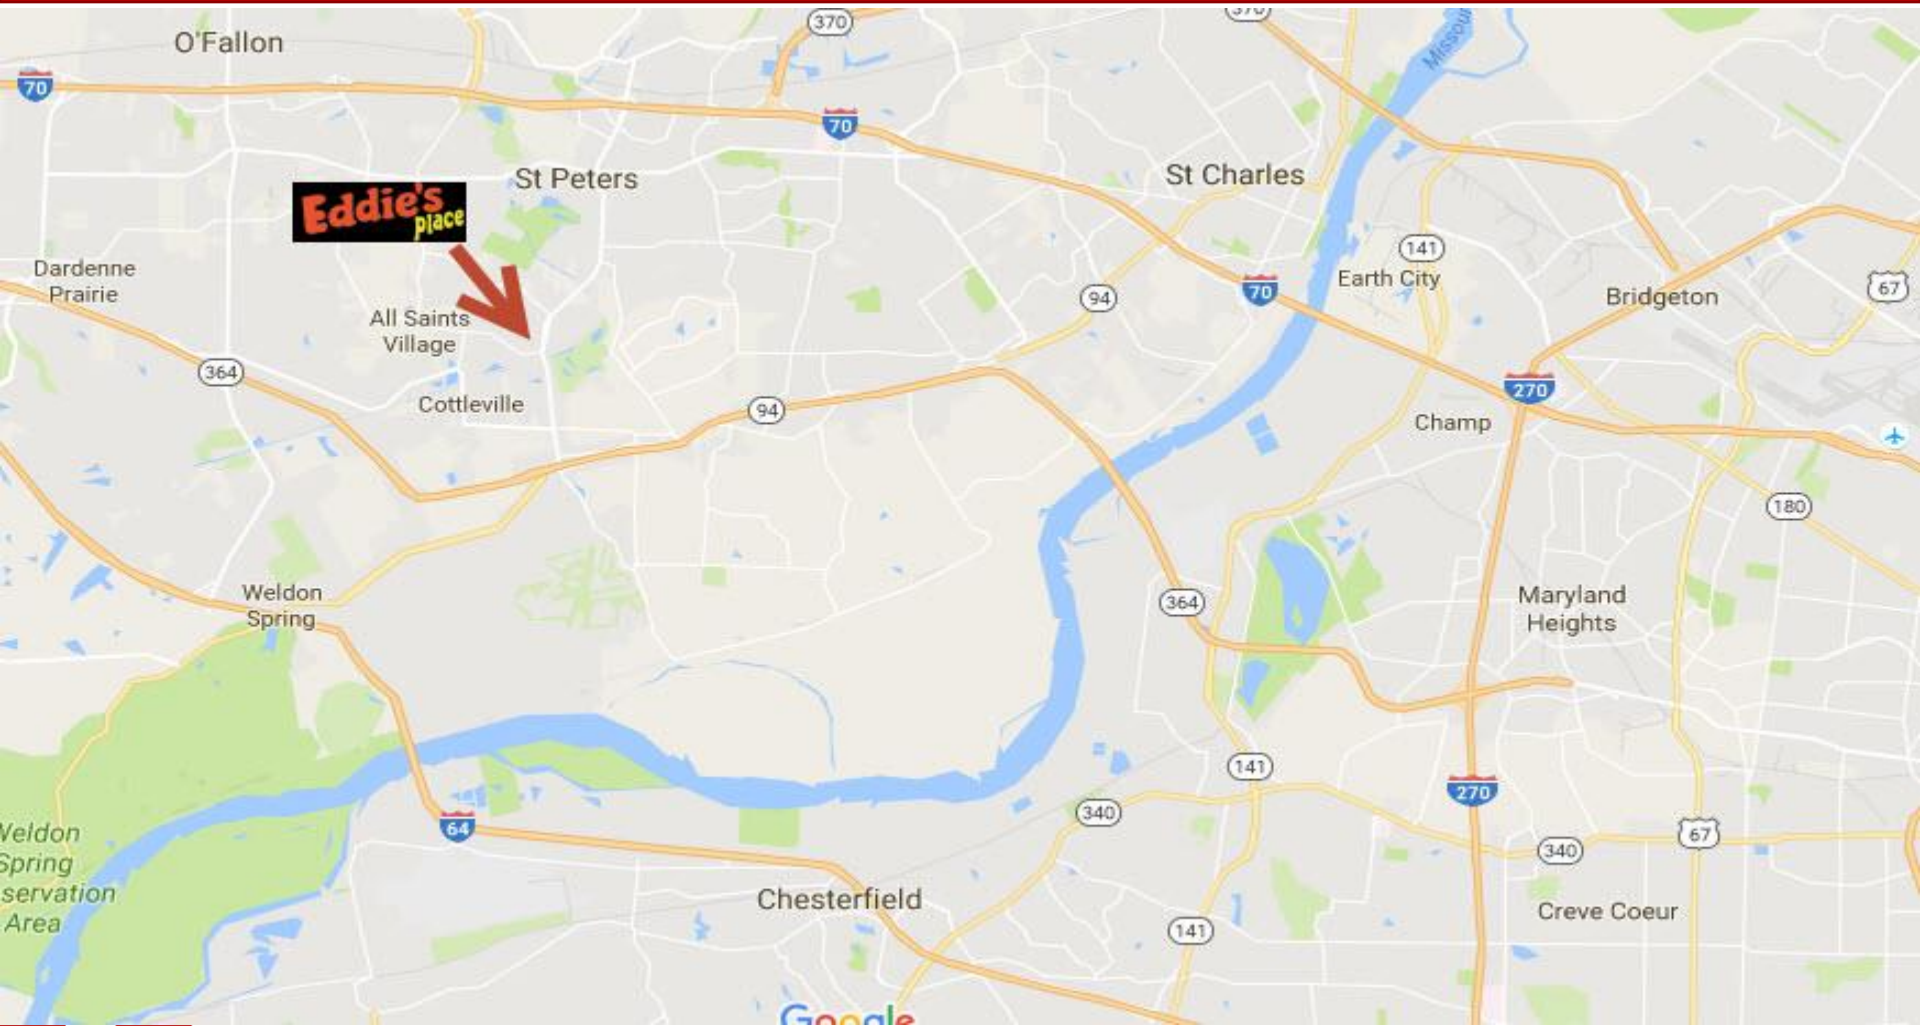 370
370
Missour
O'Fallon
70
70
St Peters
St Charles
Eddie's
place
141
Earth City
Dardenne
Prairie
94
70
Bridgeton
67
All Saints
Village
364
270
Cottleville
94
Champ
180
Weldon
Spring
364
Maryland
Heights
141
270
340
64
67
340
Weldon
Spring
servation
Area
Chesterfield
Creve Coeur
141
Google